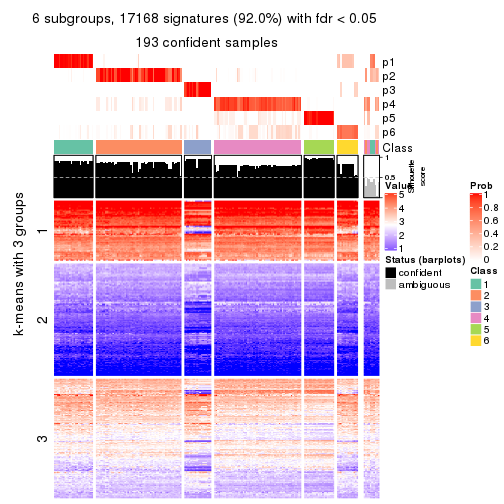 6 subgroups, 17168 signatures (92.0%) with fdr < 0.05
193 confident samples
p1
p2
p3
p4
p5
p6
Class
1
0.5
0
Silhouette
score
k-means with 3 groups
1
2
3
Value
5
4
3
2
1
Status (barplots)
confident
ambiguous
Prob
1
0.8
0.6
0.4
0.2
0
Class
1
2
3
4
5
6